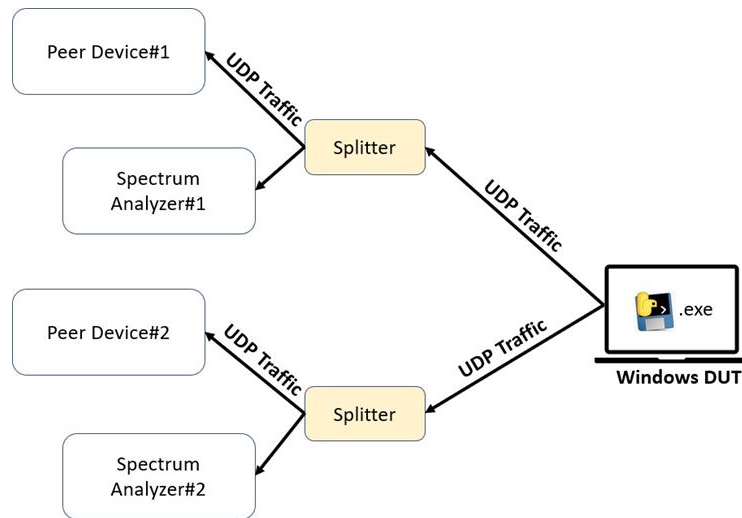 Peer Device#1
UDP Traffic
Splitter
Spectrum
Analyzer#1
UDP Traffic
Peer Device#2
UDP Traffic
Splitter
UDP Traffic
.exe
Windows DUT
Spectrum
Analyzer#2